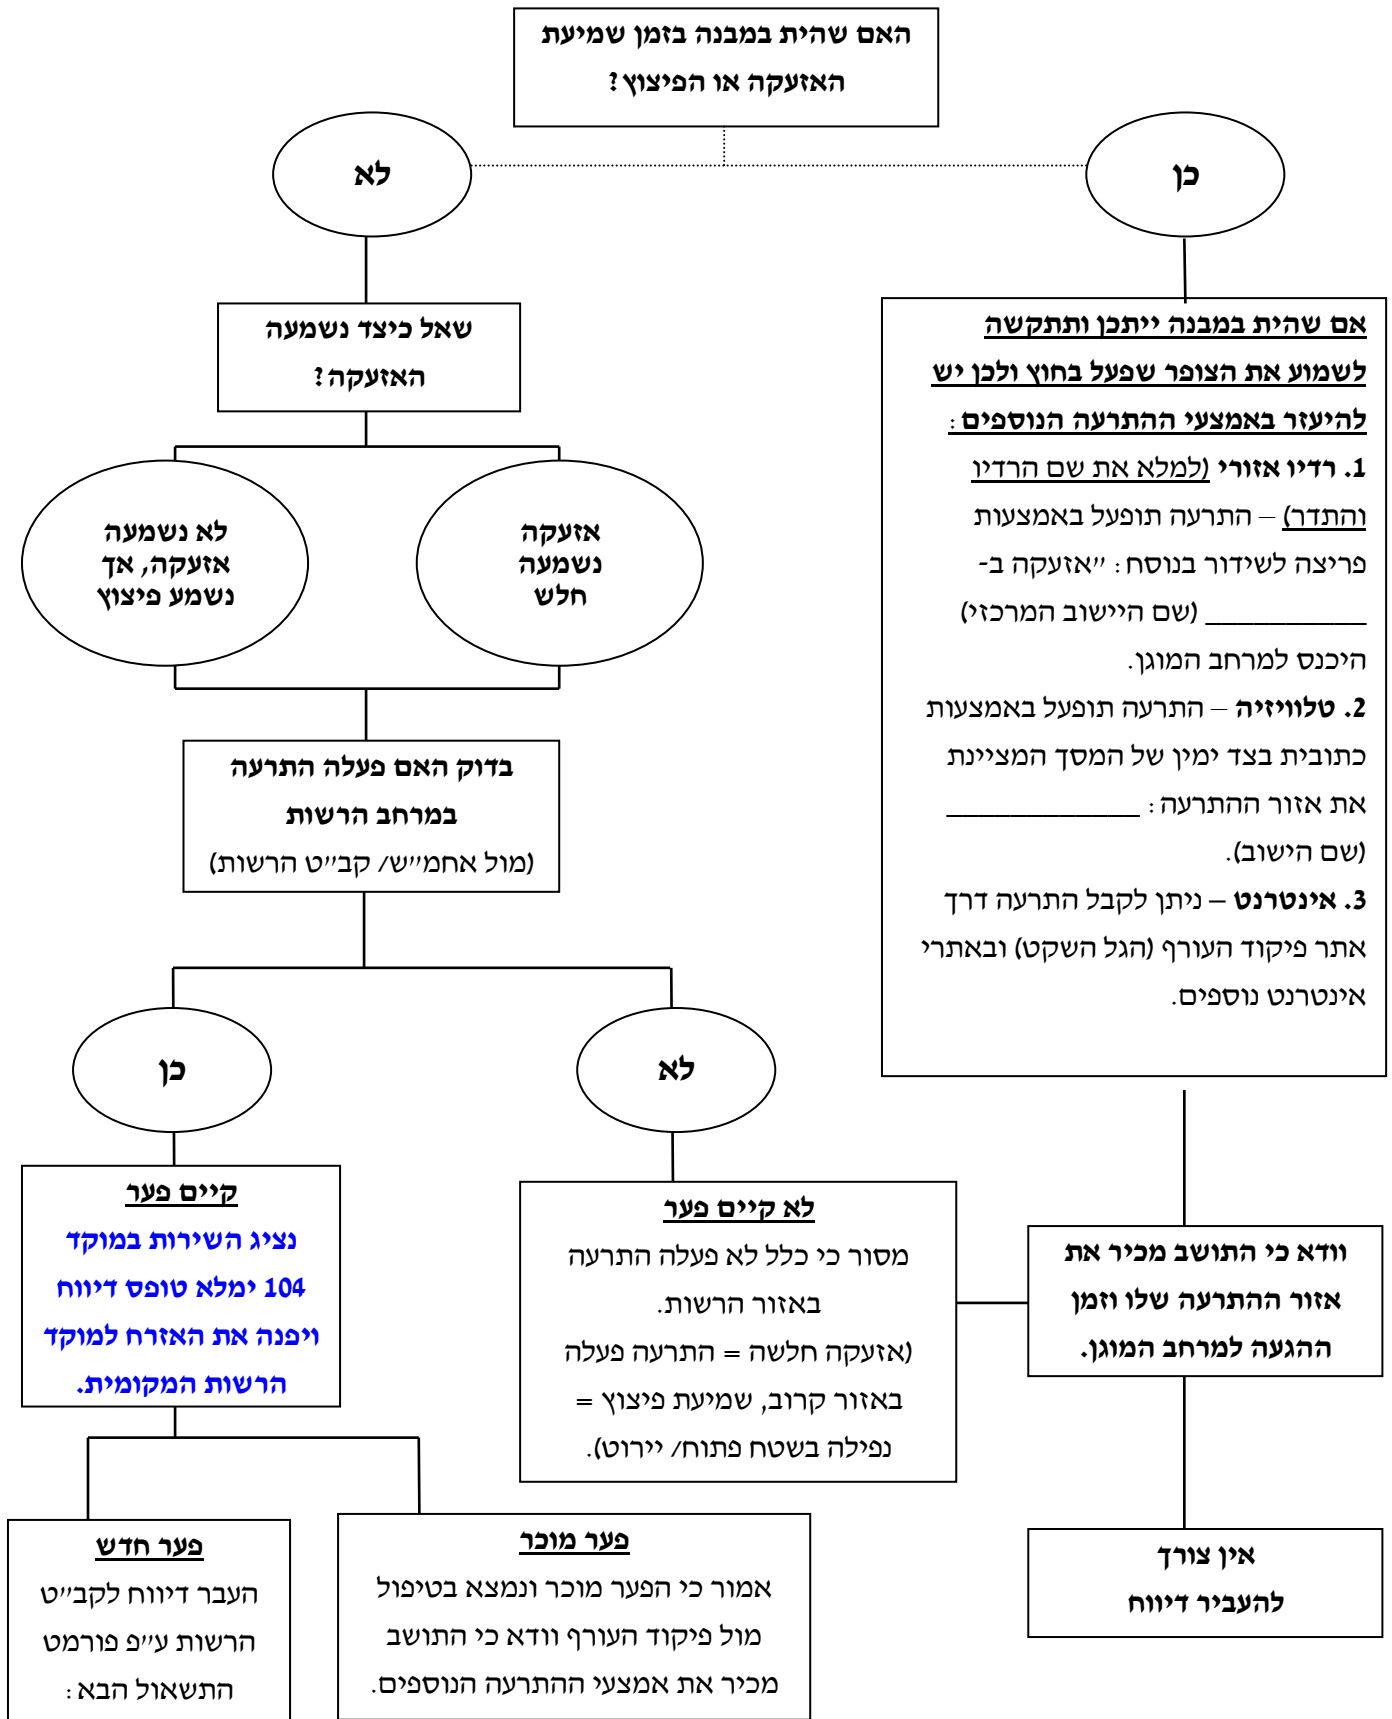 האם שהית במבנה בזמן שמיעת
האזעקה או הפיצוץ?
כן
לא
אם שהית במבנה ייתכן ותתקשה
לשמוע את הצופר שפעל בחוץ ולכן יש
להיעזר באמצעי ההתרעה הנוספים:
1. רדיו אזורי (למלא את שם הרדיו
והתדר) – התרעה תופעל באמצעות
פריצה לשידור בנוסח: "אזעקה ב-
__________ (שם היישוב המרכזי)
היכנס למרחב המוגן.
2. טלוויזיה – התרעה תופעל באמצעות
כתובית בצד ימין של המסך המציינת
את אזור ההתרעה: ____________
(שם הישוב).
3. אינטרנט – ניתן לקבל התרעה דרך
אתר פיקוד העורף (הגל השקט) ובאתרי
אינטרנט נוספים.
שאל כיצד נשמעה
האזעקה?
אזעקה
נשמעה
חלש
לא נשמעה
אזעקה, אך
נשמע פיצוץ
בדוק האם פעלה התרעה
במרחב הרשות
(מול אחמ"ש/ קב"ט הרשות)
לא
כן
וודא כי התושב מכיר את
אזור ההתרעה שלו וזמן
ההגעה למרחב המוגן.
לא קיים פער
מסור כי כלל לא פעלה התרעה
באזור הרשות.
(אזעקה חלשה = התרעה פעלה
באזור קרוב, שמיעת פיצוץ =
נפילה בשטח פתוח/ יירוט).
קיים פער
נציג השירות במוקד
104 ימלא טופס דיווח
ויפנה את האזרח למוקד
הרשות המקומית.
אין צורך
להעביר דיווח
פער מוכר
אמור כי הפער מוכר ונמצא בטיפול
מול פיקוד העורף וודא כי התושב
מכיר את אמצעי ההתרעה הנוספים.
פער חדש
העבר דיווח לקב"ט
הרשות ע"פ פורמט
התשאול הבא: